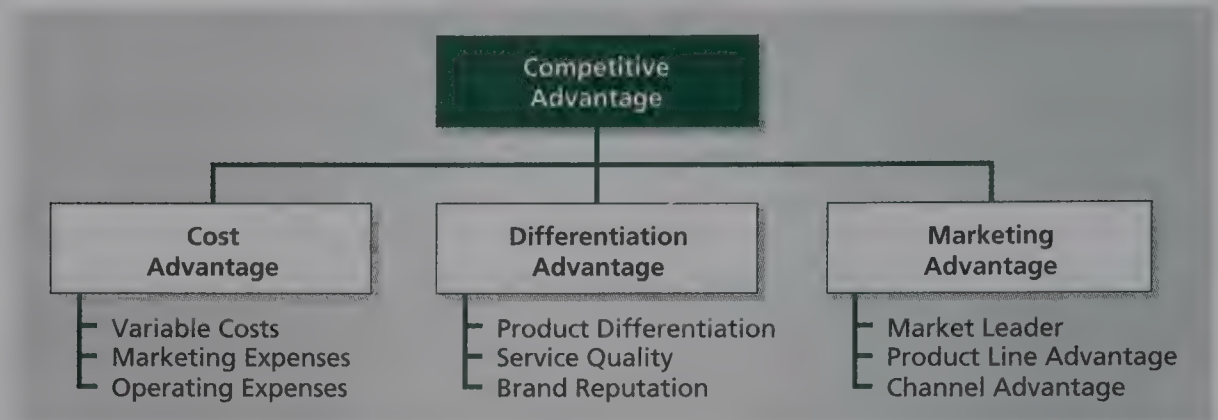 Competitive
Advantage
Cost
Advantage
Differentiation
Advantage
Marketing
Advantage
Variable Costs
Marketing Expenses
Operating Expenses
Product Differentiation
Service Quality
Brand Reputation
Market Leader
Product Line Advantage
Channel Advantage